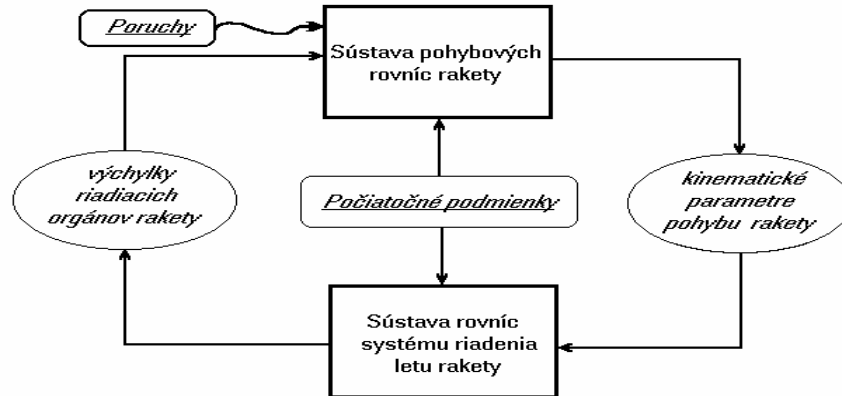 Poruchy
Sústava pohybových
rovníc rakety
výchylky
riadiacich
orgánov rakety
Počiatočné podmienky
kinematické
parametre
pohybu rakety
Sústava rovníc
systému riadenia
letu rakety